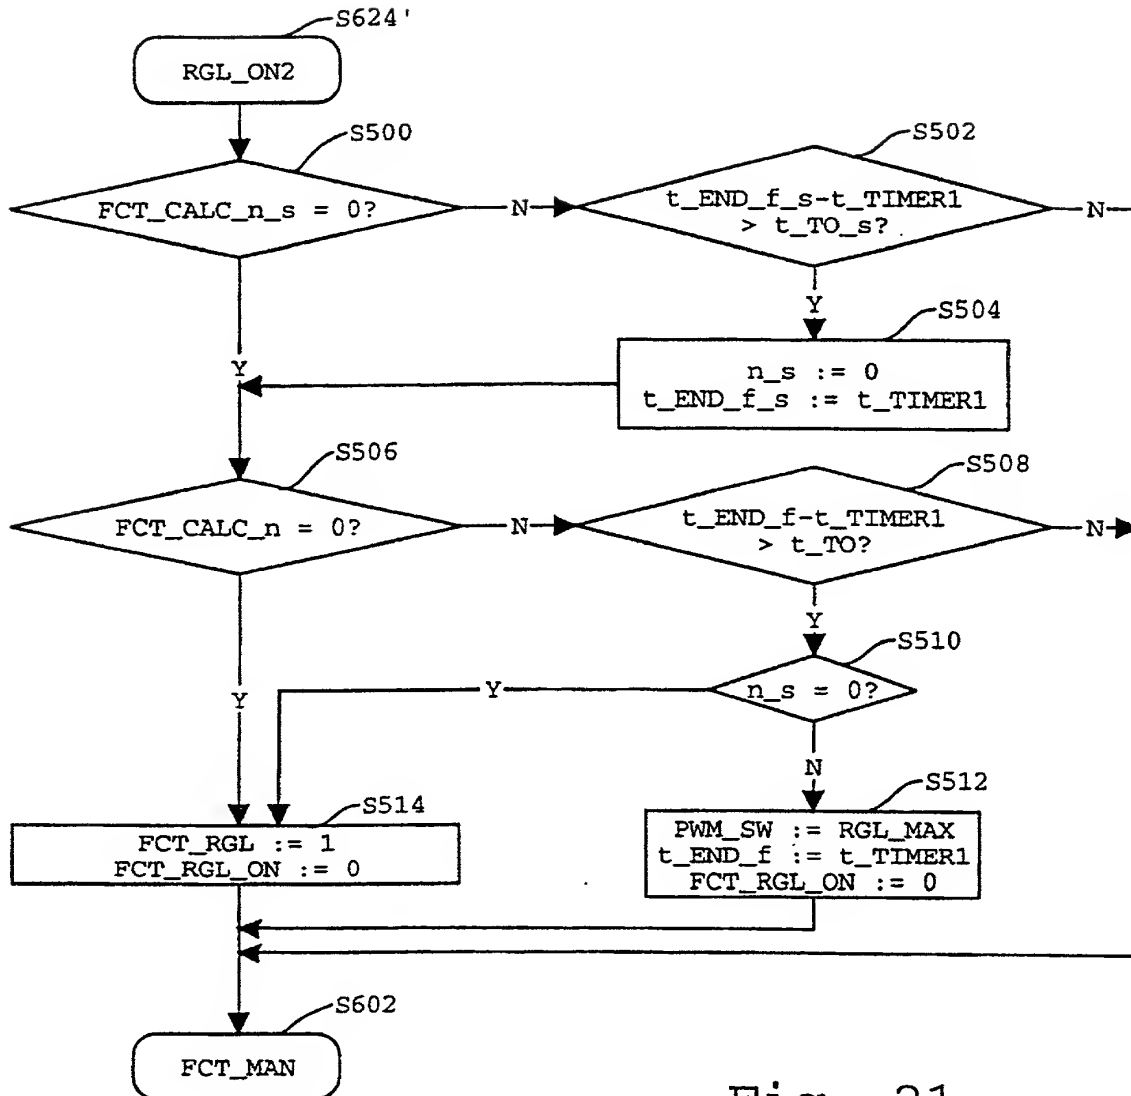 S624'
RGL_ON2
S500
FCT_CALC_n_s = 0?
N
S502
t_END_f_s-t_TIMER1
> t_TO_s?
N
Y
S504
n_s := 0
t_END_f_s := t_TIMER1
Y
S506
FCT_CALC_n = 0?
N
S508
t_END_f-t_TIMER1
> t_TO?
N
Y
S510
n_s = 0?
Y
Y
N
S512
PWM_SW := RGL_MAX
t_END_f := t_TIMER1
FCT_RGL_ON := 0
S514
FCT_RGL := 1
FCT_RGL_ON := 0
S602
FCT_MAN